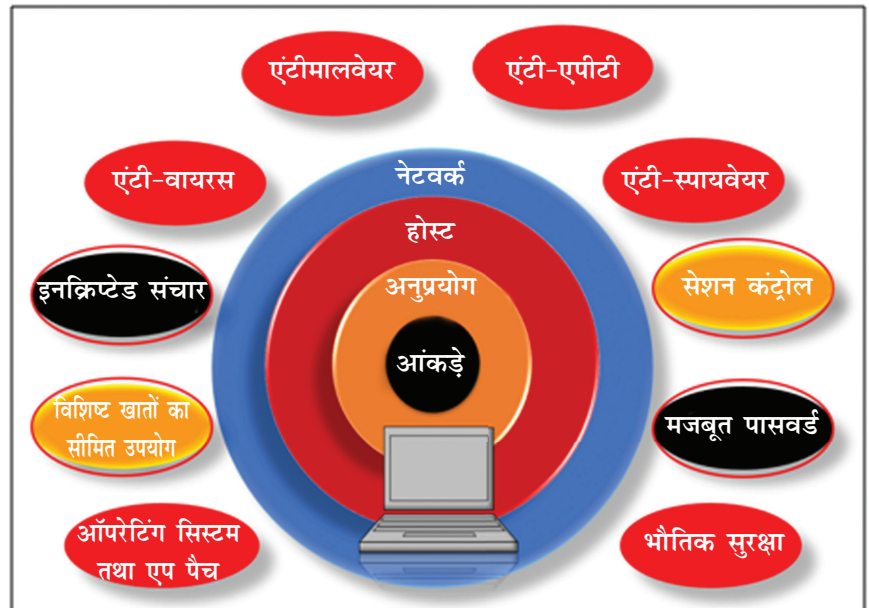 एंटीमालवेयर
एंटी-एपीटी
एंटी-वायरस
नेटवर्क
एंटी-स्पायवेयर
होस्ट
इनक्रिप्टेड संचार
अनुप्रयोग
सेशन कंट्रोल
आंकड़े
विशिष्ट खातों का
सीमित उपयोग
मजबूत पासवर्ड
ऑपरेटिंग सिस्टम
तथा एप पैच
भौतिक सुरक्षा